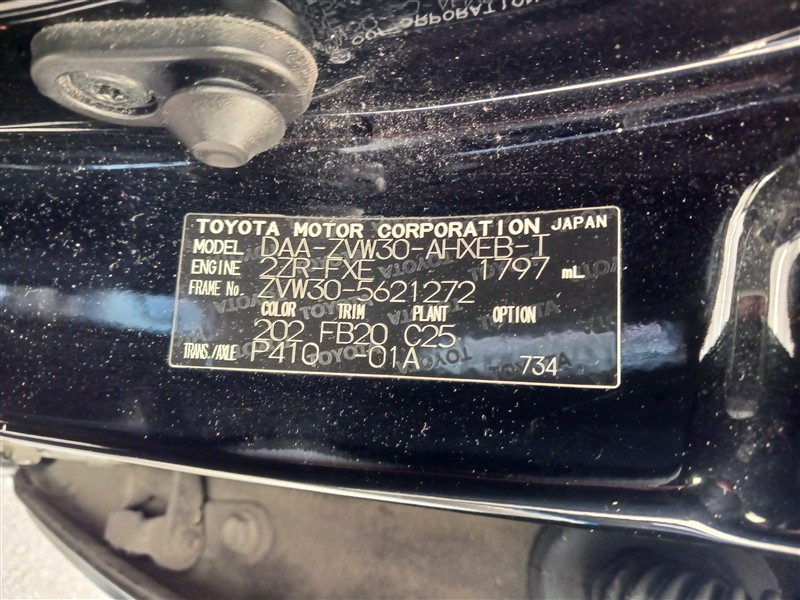 TOYOTA MOTOR CORPORATION JAPAN
MODEL DAA-ZVW30-AHXEB-T
ENGINE 2ZR-FXE 1797 mL
FRAME No. ZVW30-5621272
COLOR TRIM PLANT OPTION
202 FB20 C25
TRANS./AXLE P410 -01A 734